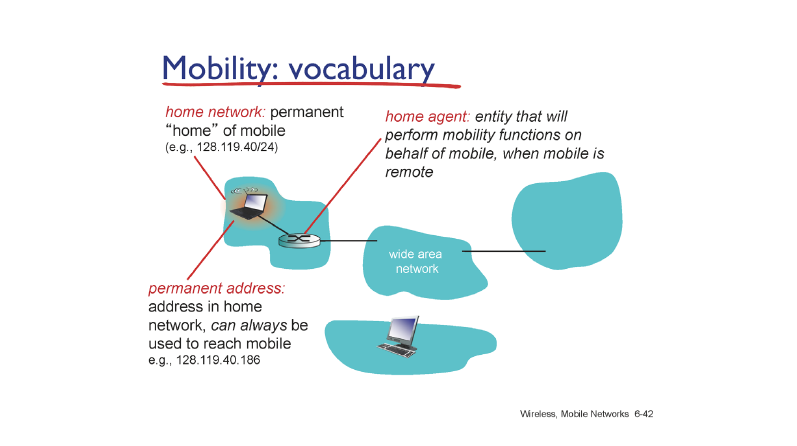 Mobility: vocabulary
home network: permanent
“home” of mobile
(e.g., 128.119.40/24)
home agent: entity that will
perform mobility functions on
behalf of mobile, when mobile is
remote
wide area
network
permanent address:
address in home
network, can always be
used to reach mobile
e.g., 128.119.40.186
Wireless, Mobile Networks 6-42